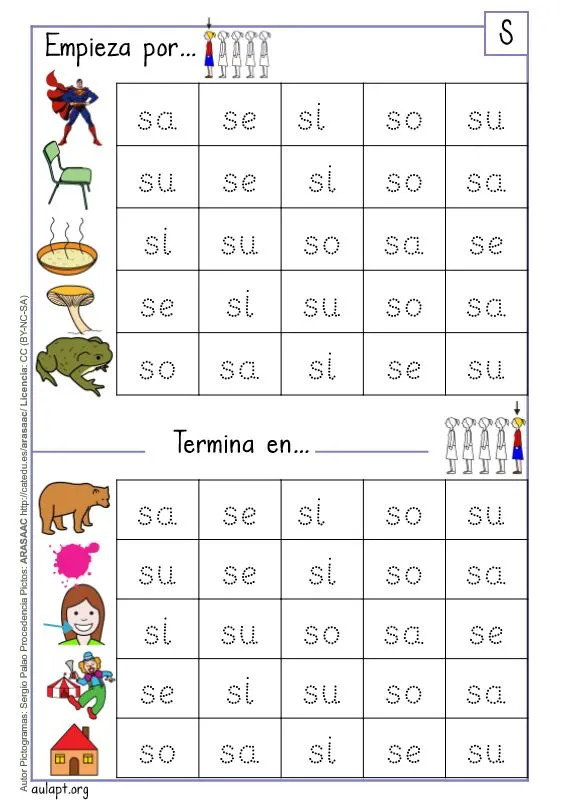 S
Empieza por...
sa se si so su
su se si so sa
si su so sa se
se si su so sa
so sa si se su
Termina en...
sa se si so su
su se si so sa
si su so sa se
se si su so sa
so sa si se su
Autor Pictogramas: Sergio Palao Procedencia Pictos: ARASAAC http://catedu.es/arasaac/ Licencia: CC (BY-NC-SA)
aulapt.org